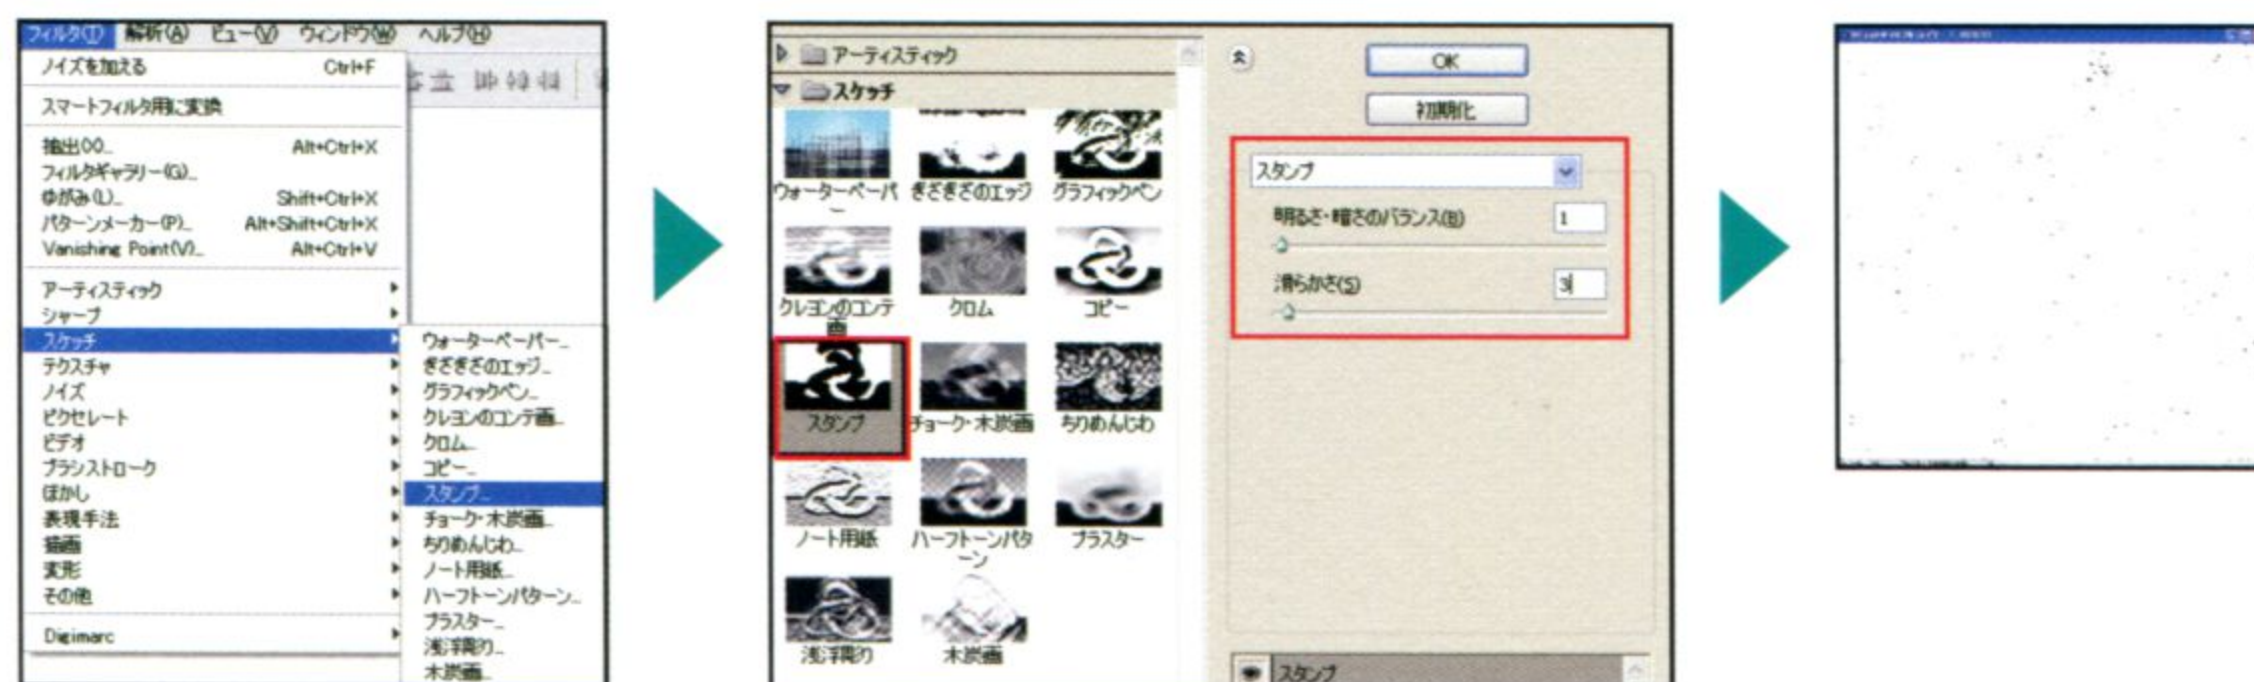 フィルタ(T) 解析(A) ビュー(V) ウィンドウ(W) ヘルプ(H)
ノイズを加える Ctrl+F
スマートフィルタ用に変換
抽出(X)... Alt+Ctrl+X
フィルタギャラリー(G)...
ゆがみ(L)... Shift+Ctrl+X
パターンメーカー(P)... Alt+Shift+Ctrl+X
Vanishing Point(V)... Alt+Ctrl+V
アーティスティック
シャープ
スケッチ
テクスチャ
ノイズ
ピクセレート
ビデオ
ブラシストローク
ぼかし
表現手法
描画
変形
その他
Digimarc
ウォーターペーパー...
ぎざぎざのエッジ...
グラフィックペン...
クレヨンのコンテ画...
クロム...
コピー...
スタンプ...
チョーク・木炭画...
ちりめんじわ...
ノート用紙...
ハーフトーンパターン...
プラスター...
浅浮彫り...
木炭画...
アーティスティック
スケッチ
ウォーターペーパー
ぎざぎざのエッジ
グラフィックペン
クレヨンのコンテ画
クロム
コピー
スタンプ
チョーク・木炭画
ちりめんじわ
ノート用紙
ハーフトーンパターン
プラスター
浅浮彫り
木炭画
OK
初期化
スタンプ
明るさ・暗さのバランス(B) 1
滑らかさ(S) 3
スタンプ